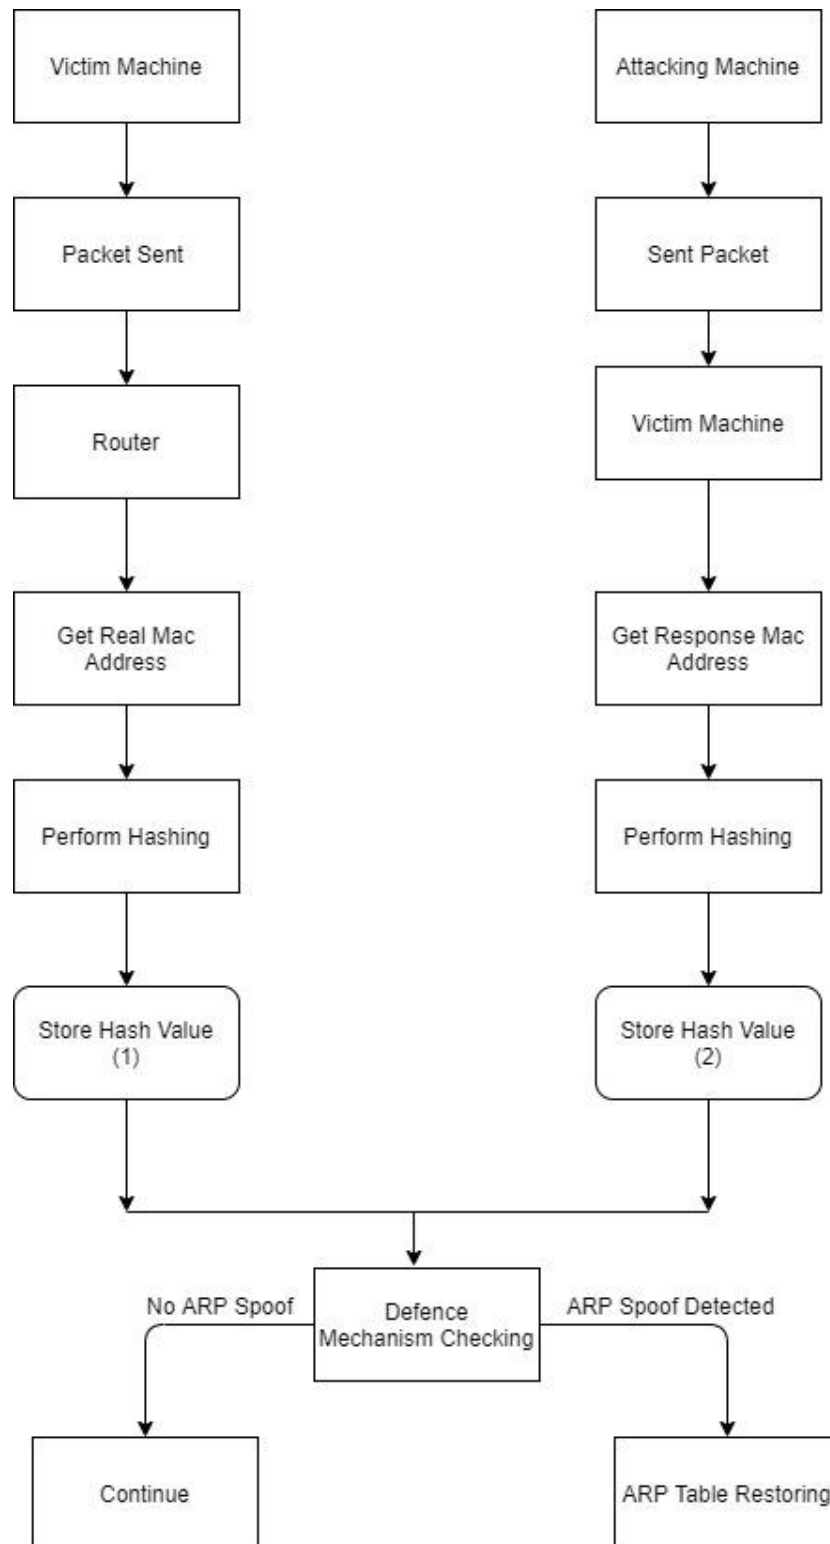 Victim Machine
Attacking Machine
Packet Sent
Sent Packet
Router
Victim Machine
Get Real Mac
Address
Get Response Mac
Address
Perform Hashing
Perform Hashing
Store Hash Value
(1)
Store Hash Value
(2)
No ARP Spoof
Defence
Mechanism Checking
ARP Spoof Detected
Continue
ARP Table Restoring